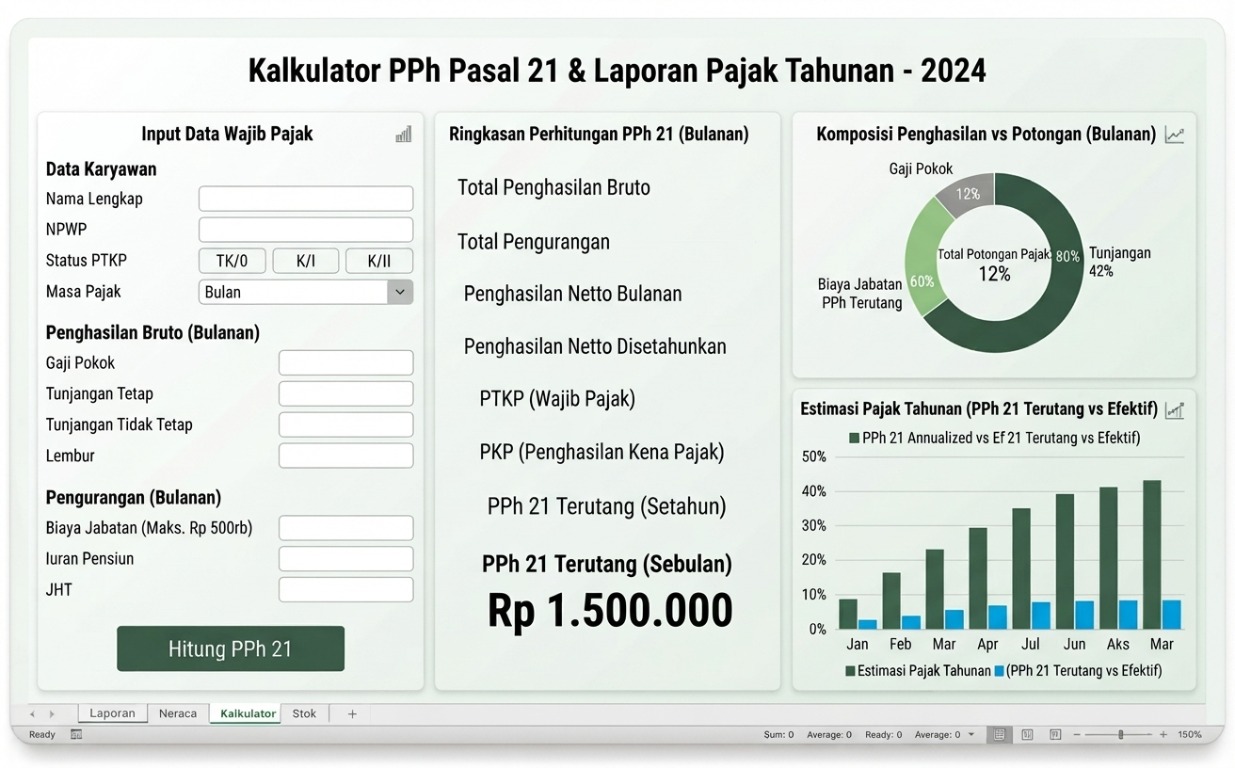 Kalkulator PPh Pasal 21 & Laporan Pajak Tahunan - 2024
Input Data Wajib Pajak
Data Karyawan
Nama Lengkap
NPWP
Status PTKP TK/0 K/I K/II
Masa Pajak Bulan
Penghasilan Bruto (Bulanan)
Gaji Pokok
Tunjangan Tetap
Tunjangan Tidak Tetap
Lembur
Pengurangan (Bulanan)
Biaya Jabatan (Maks. Rp 500rb)
Iuran Pensiun
JHT
Hitung PPh 21
Ringkasan Perhitungan PPh 21 (Bulanan)
Total Penghasilan Bruto
Total Pengurangan
Penghasilan Netto Bulanan
Penghasilan Netto Disetahunkan
PTKP (Wajib Pajak)
PKP (Penghasilan Kena Pajak)
PPh 21 Terutang (Setahun)
PPh 21 Terutang (Sebulan)
Rp 1.500.000
Komposisi Penghasilan vs Potongan (Bulanan)
Gaji Pokok
12%
Total Potongan Pajak
12%
80%
Tunjangan
42%
60%
Biaya Jabatan
PPh Terutang
Estimasi Pajak Tahunan (PPh 21 Terutang vs Efektif)
PPh 21 Annualized vs Ef 21 Terutang vs Efektif)
50%
40%
30%
20%
10%
0%
Jan Feb Mar Apr Jul Jun Aks Mar
Estimasi Pajak Tahunan (PPh 21 Terutang vs Efektif)
Laporan Neraca Kalkulator Stok +
Ready Sum: 0 Average: 0 Ready: 0 Average: 0 150%